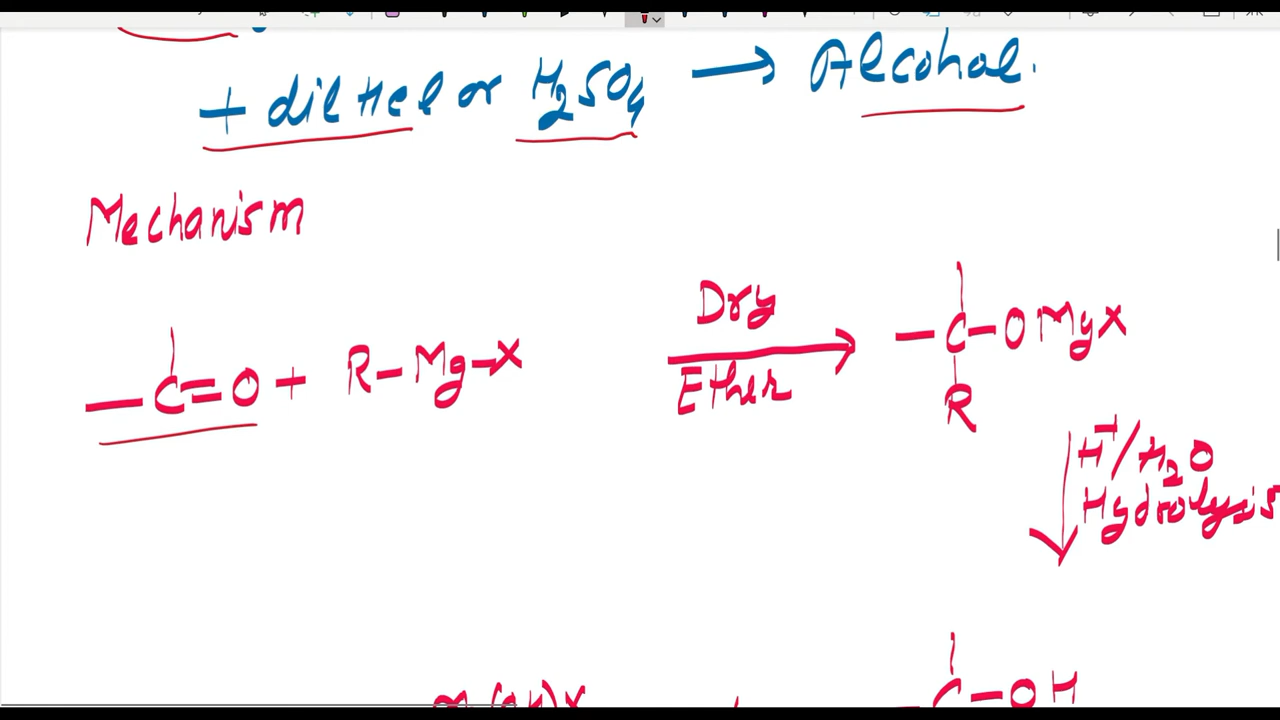 + dil HCl or H2SO4 → Alcohol.
Mechanism
—C=O + R—Mg—X
Dry
Ether
—C—OMgX
R
H+/H2O
Hydrolysis
C—OH